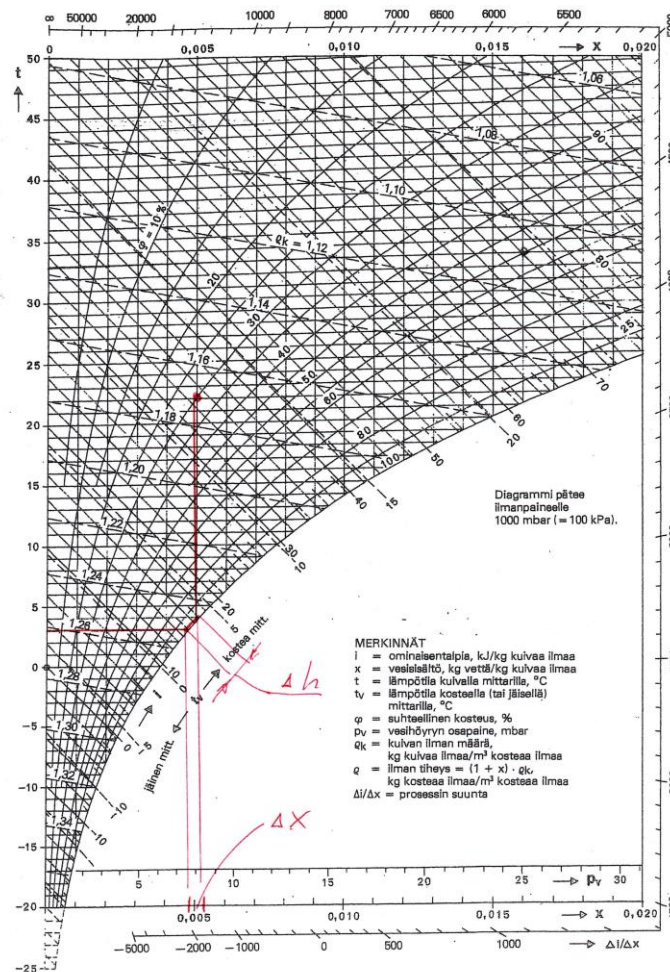 ∞ 50000 20000 10000 8000 7000 6500 6000 5500
0 0,005 0,010 0,015 → x 0,020
50
t
45
40
35
30
25
20
15
10
5
0
-5
-10
-15
-20
-25
φ = 10 %
20
30
40
50
60
80
100
1,06
1,08
1,10
ϱk = 1,12
1,14
1,16
1,18
1,20
1,22
1,24
1,26
1,28
1,30
1,32
1,34
90
80
25
70
60
20
50
40
15
30
10
20
5
10
0
0
-5
-10
-10
kostea mitt.
i
tv
jäinen mitt.
Δh
Δx
Diagrammi pätee
ilmanpaineelle
1000 mbar (= 100 kPa).
MERKINNÄT
i = ominaisentalpia, kJ/kg kuivaa ilmaa
x = vesisisältö, kg vettä/kg kuivaa ilmaa
t = lämpötila kuivalla mittarilla, °C
tv = lämpötila kostealla (tai jäisellä)
mittarilla, °C
φ = suhteellinen kosteus, %
pv = vesihöyryn osapaine, mbar
ϱk = kuivan ilman määrä,
kg kuivaa ilmaa/m³ kosteaa ilmaa
ϱ = ilman tiheys = (1 + x) · ϱk,
kg kosteaa ilmaa/m³ kosteaa ilmaa
Δi/Δx = prosessin suunta
5 10 15 20 25 → pv 30
0,005 0,010 0,015 → x 0,020
-5000 -2000 -1000 0 500 1000 → Δi/Δx